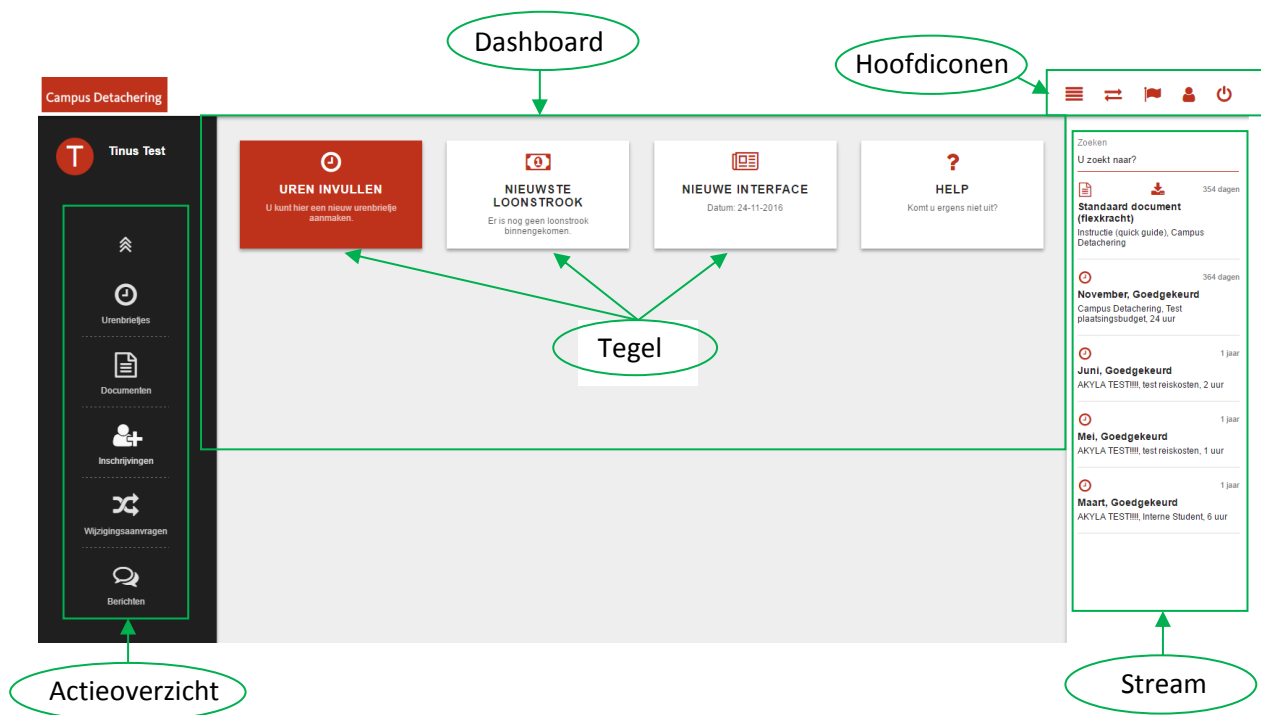 Dashboard
Hoofdiconen
Campus Detachering
T
Tinus Test
Urenbriefjes
Documenten
Inschrijvingen
Wijzigingsaanvragen
Berichten
UREN INVULLEN
U kunt hier een nieuw urenbriefje
aanmaken.
1
NIEUWSTE
LOONSTROOK
Er is nog geen loonstrook
binnengekomen.
NIEUWE INTERFACE
Datum: 24-11-2016
?
HELP
Komt u ergens niet uit?
Tegel
Zoeken
U zoekt naar?
354 dagen
Standaard document
(flexkracht)
Instructie (quick guide), Campus
Detachering
364 dagen
November, Goedgekeurd
Campus Detachering, Test
plaatsingsbudget, 24 uur
1 jaar
Juni, Goedgekeurd
AKYLA TEST!!!!, test reiskosten, 2 uur
1 jaar
Mei, Goedgekeurd
AKYLA TEST!!!!, test reiskosten, 1 uur
1 jaar
Maart, Goedgekeurd
AKYLA TEST!!!!, Interne Student, 6 uur
Actieoverzicht
Stream